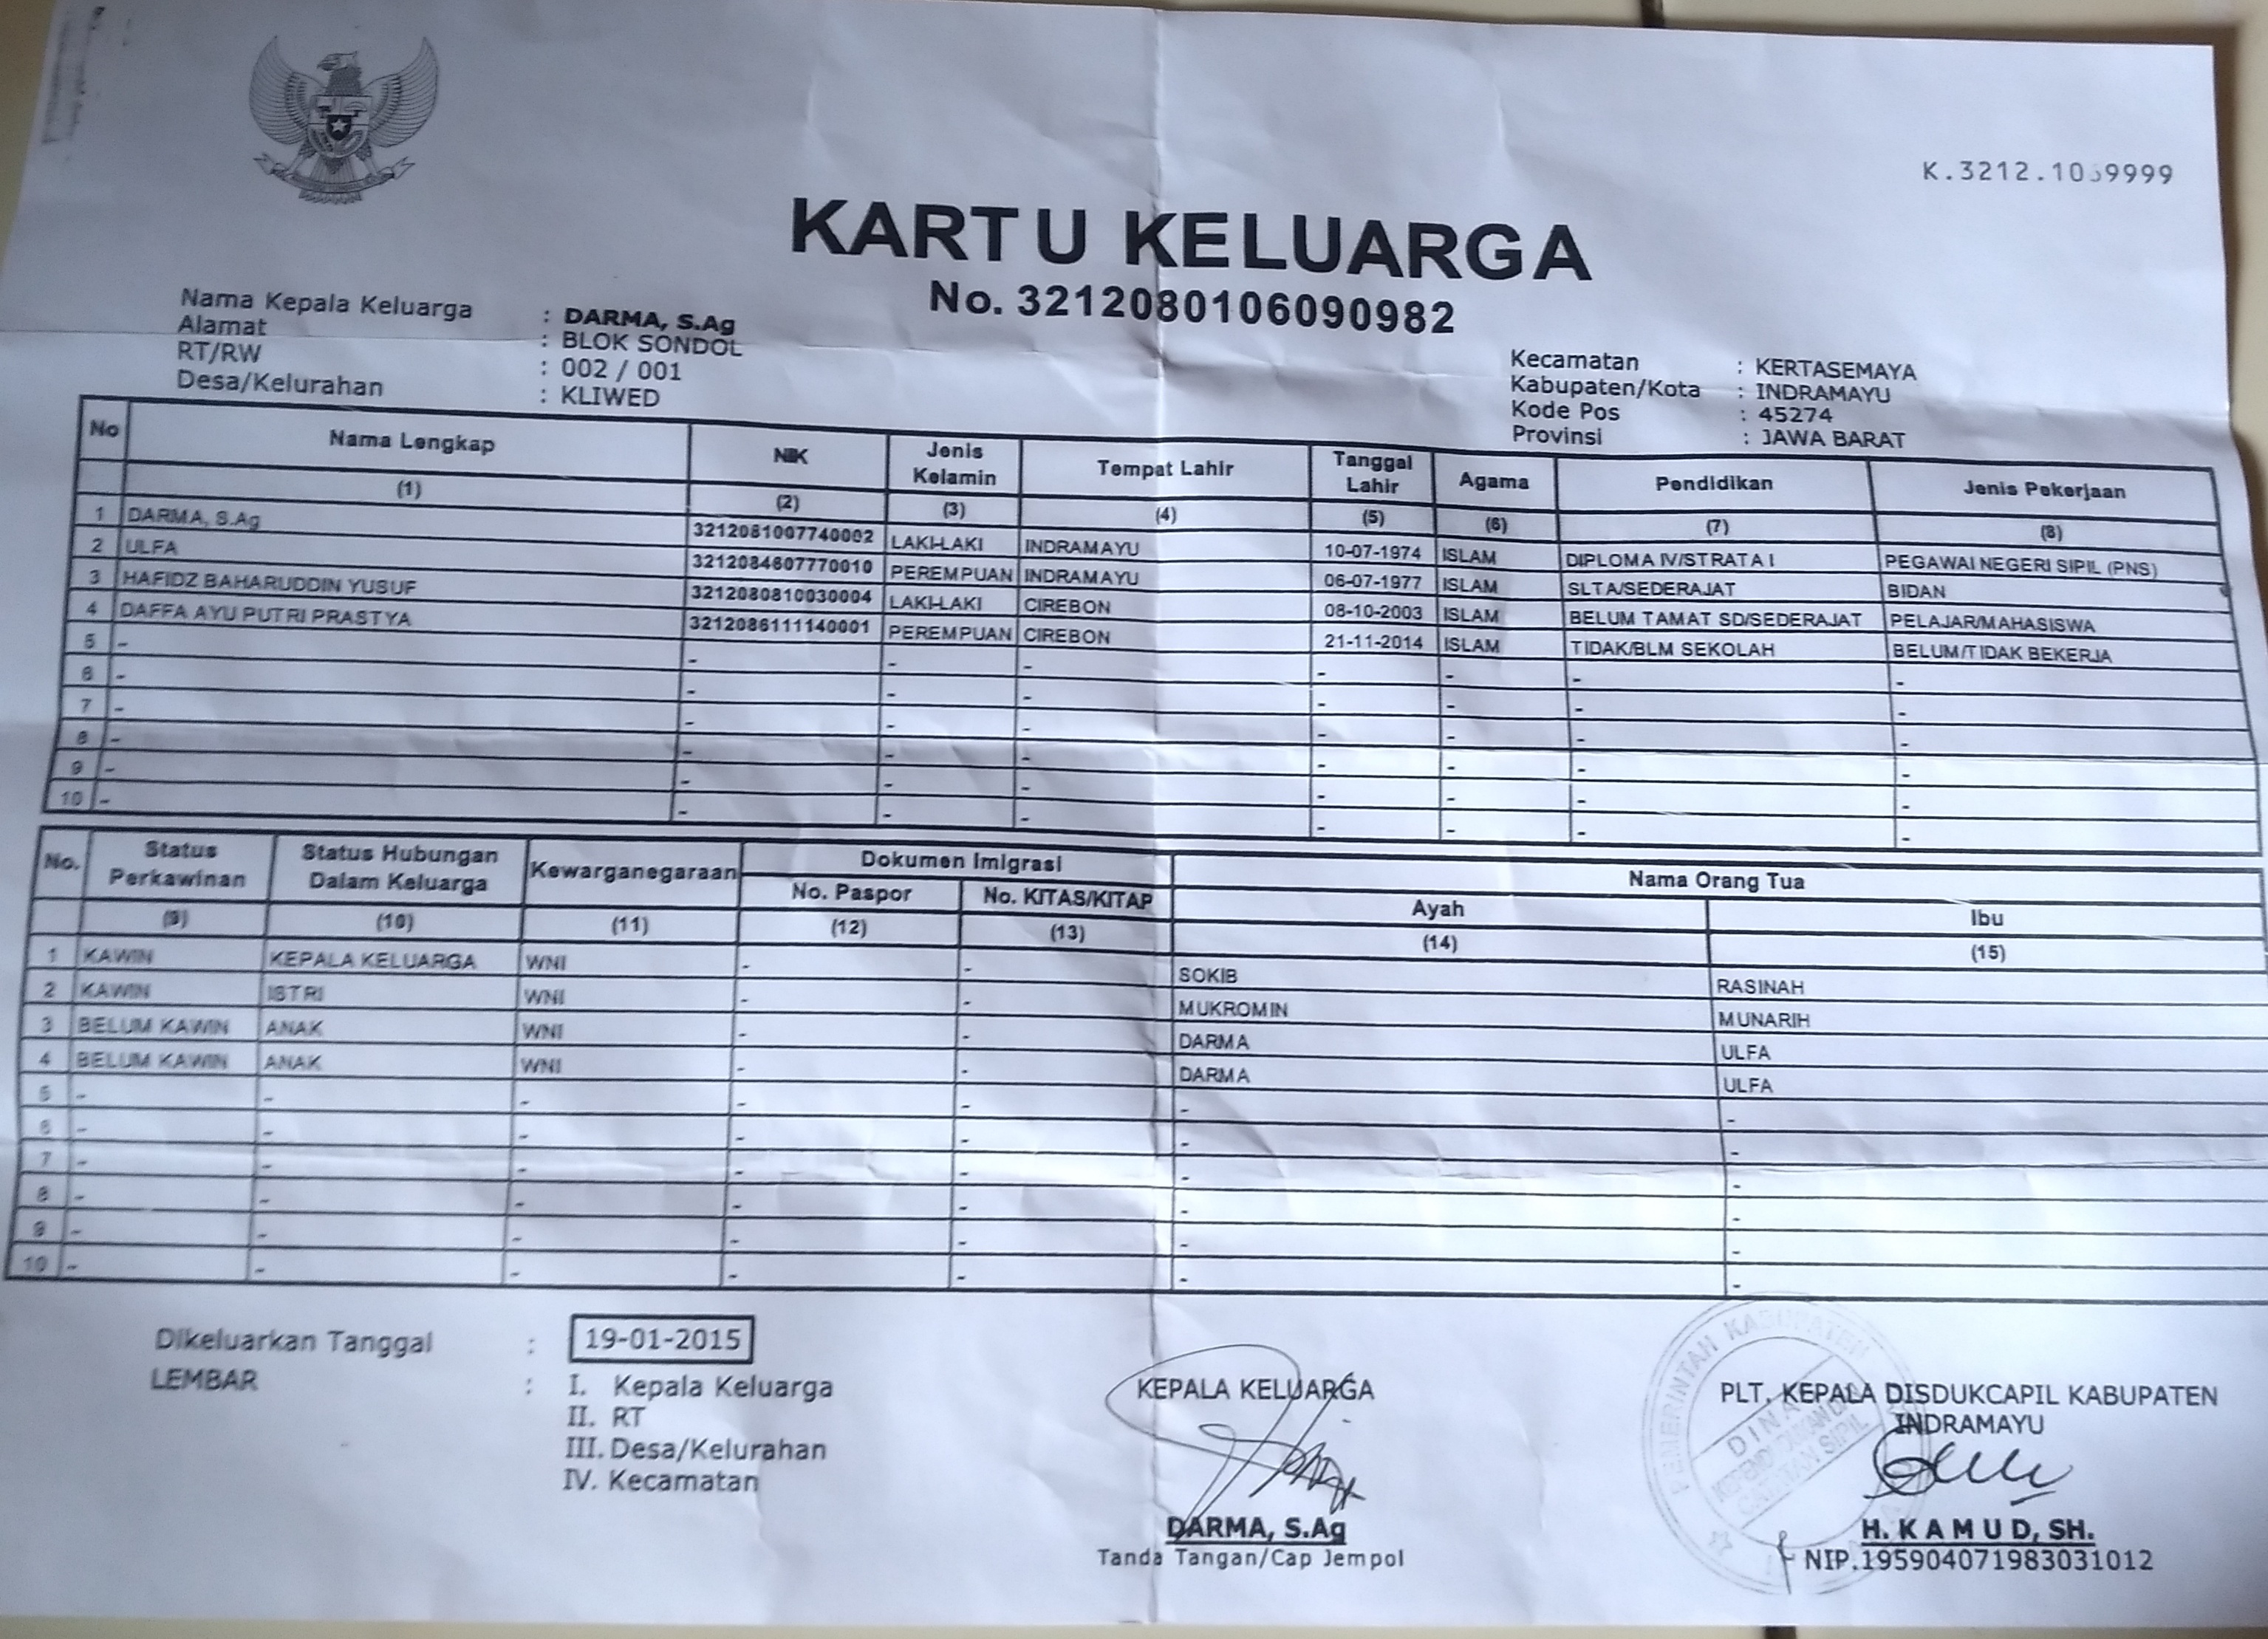 K.3212.1039999
KARTU KELUARGA
No. 3212080106090982
Nama Kepala Keluarga : DARMA, S.Ag
Alamat : BLOK SONDOL
RT/RW : 002 / 001
Desa/Kelurahan : KLIWED
Kecamatan : KERTASEMAYA
Kabupaten/Kota : INDRAMAYU
Kode Pos : 45274
Provinsi : JAWA BARAT
No Nama Lengkap NIK Jenis Kelamin Tempat Lahir Tanggal Lahir Agama Pendidikan Jenis Pekerjaan
(1) (2) (3) (4) (5) (6) (7) (8)
1 DARMA, S.Ag 3212081007740002 LAKI-LAKI INDRAMAYU 10-07-1974 ISLAM DIPLOMA IV/STRATA I PEGAWAI NEGERI SIPIL (PNS)
2 ULFA 3212084607770010 PEREMPUAN INDRAMAYU 06-07-1977 ISLAM SLTA/SEDERAJAT BIDAN
3 HAFIDZ BAHARUDDIN YUSUF 3212080810030004 LAKI-LAKI CIREBON 08-10-2003 ISLAM BELUM TAMAT SD/SEDERAJAT PELAJAR/MAHASISWA
4 DAFFA AYU PUTRI PRASTYA 3212086111140001 PEREMPUAN CIREBON 21-11-2014 ISLAM TIDAK/BLM SEKOLAH BELUM/TIDAK BEKERJA
5 - - - - - - - -
6 - - - - - - - -
7 - - - - - - - -
8 - - - - - - - -
9 - - - - - - - -
10 - - - - - - - -
No. Status Perkawinan Status Hubungan Dalam Keluarga Kewarganegaraan Dokumen Imigrasi Nama Orang Tua
No. Paspor No. KITAS/KITAP Ayah Ibu
(9) (10) (11) (12) (13) (14) (15)
1 KAWIN KEPALA KELUARGA WNI - - SOKIB RASINAH
2 KAWIN ISTRI WNI - - MUKROMIN MUNARIH
3 BELUM KAWIN ANAK WNI - - DARMA ULFA
4 BELUM KAWIN ANAK WNI - - DARMA ULFA
5 - - - - - - -
6 - - - - - - -
7 - - - - - - -
8 - - - - - - -
9 - - - - - - -
10 - - - - - - -
Dikeluarkan Tanggal : 19-01-2015
LEMBAR : I. Kepala Keluarga
II. RT
III. Desa/Kelurahan
IV. Kecamatan
KEPALA KELUARGA
DARMA, S.Ag
Tanda Tangan/Cap Jempol
PLT. KEPALA DISDUKCAPIL KABUPATEN
INDRAMAYU
H. K A M U D, SH.
NIP.195904071983031012
PEMERINTAH KABUPATEN
DINAS
KEPENDUDUKAN DAN
CATATAN SIPIL